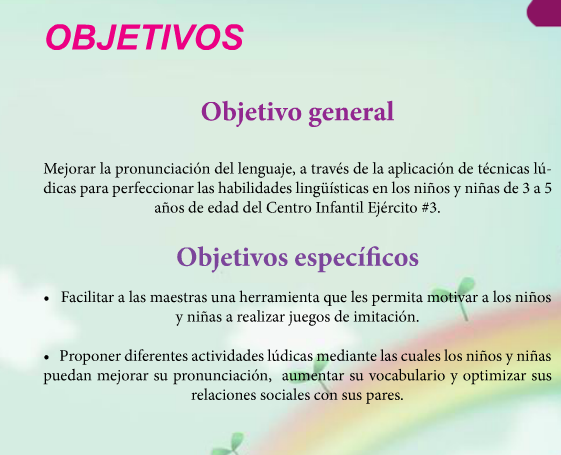 OBJETIVOS
Objetivo general
Mejorar la pronunciación del lenguaje, a través de la aplicación de técnicas lú-
dicas para perfeccionar las habilidades lingüísticas en los niños y niñas de 3 a 5
años de edad del Centro Infantil Ejército #3.
Objetivos específicos
• Facilitar a las maestras una herramienta que les permita motivar a los niños
y niñas a realizar juegos de imitación.
• Proponer diferentes actividades lúdicas mediante las cuales los niños y niñas
puedan mejorar su pronunciación, aumentar su vocabulario y optimizar sus
relaciones sociales con sus pares.